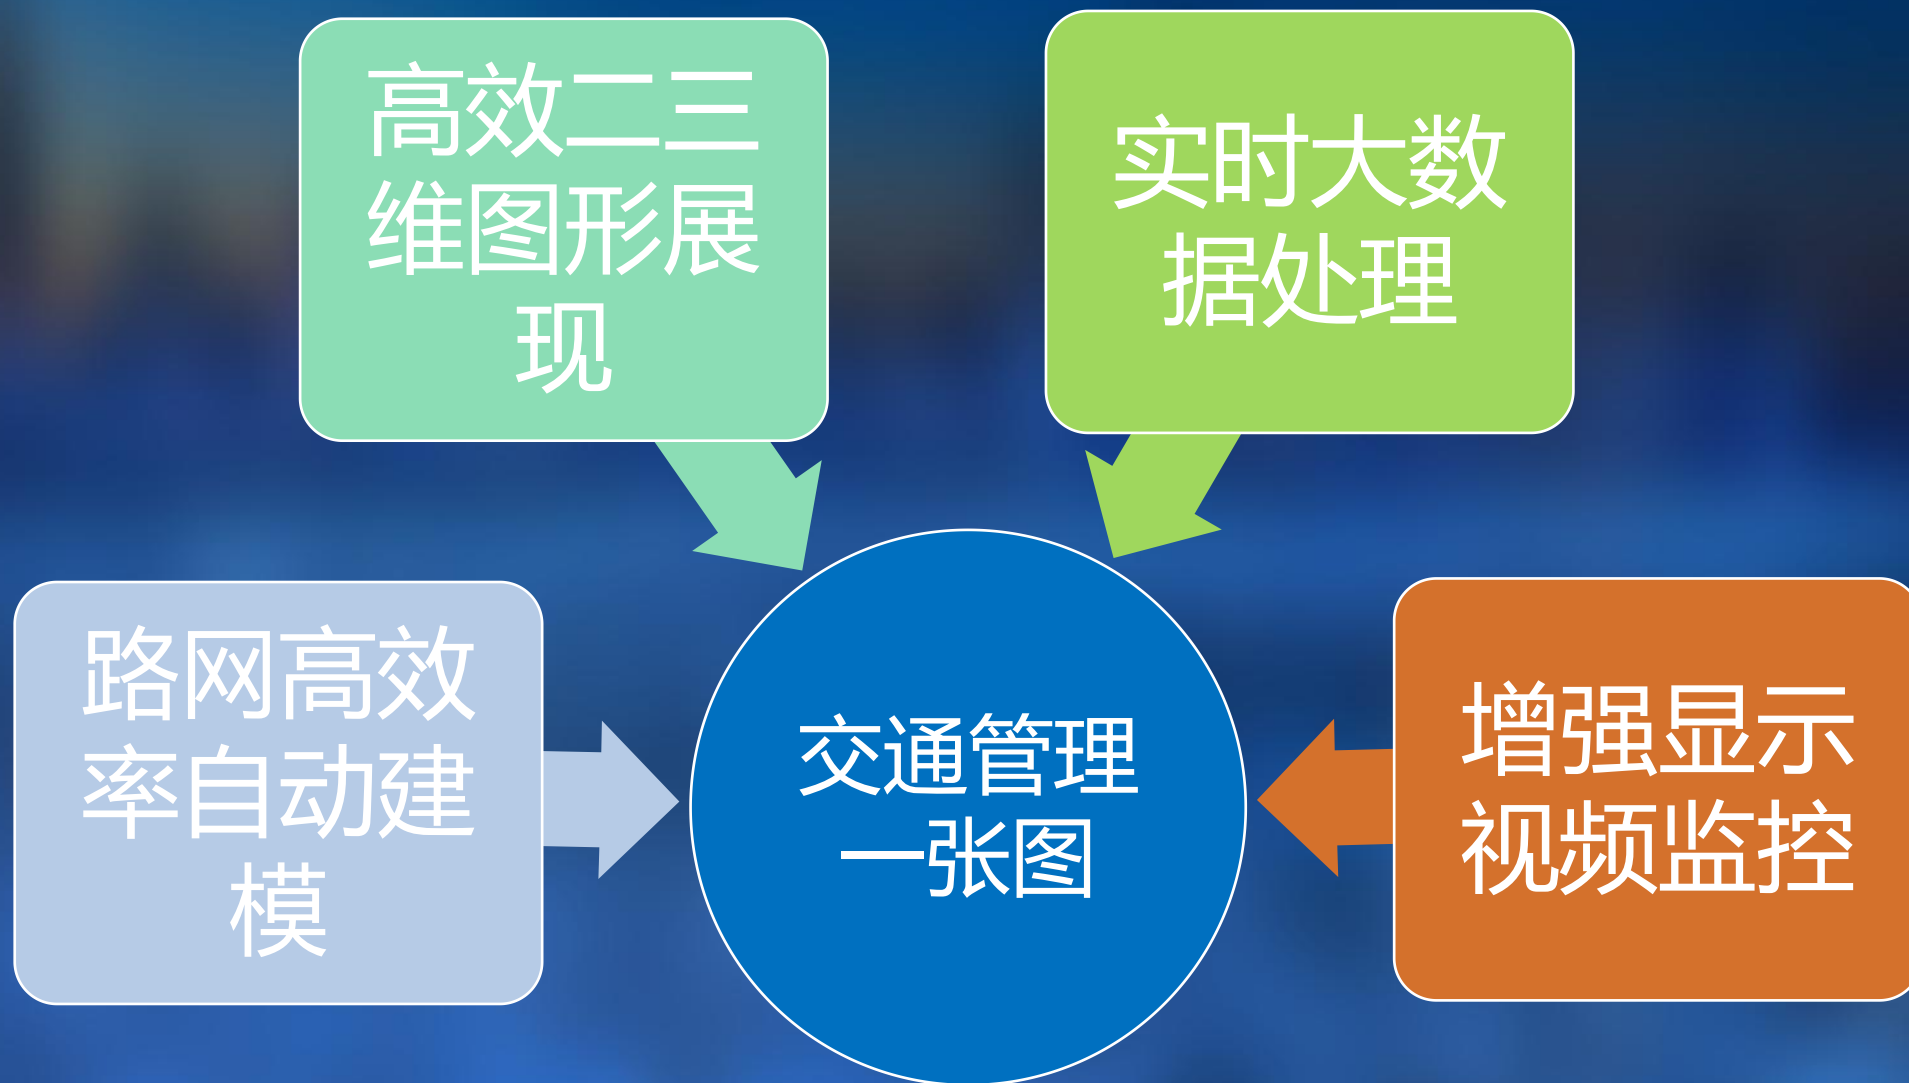 高效二三
维图形展
现
实时大数
据处理
路网高效
率自动建
模
交通管理
一张图
增强显示
视频监控